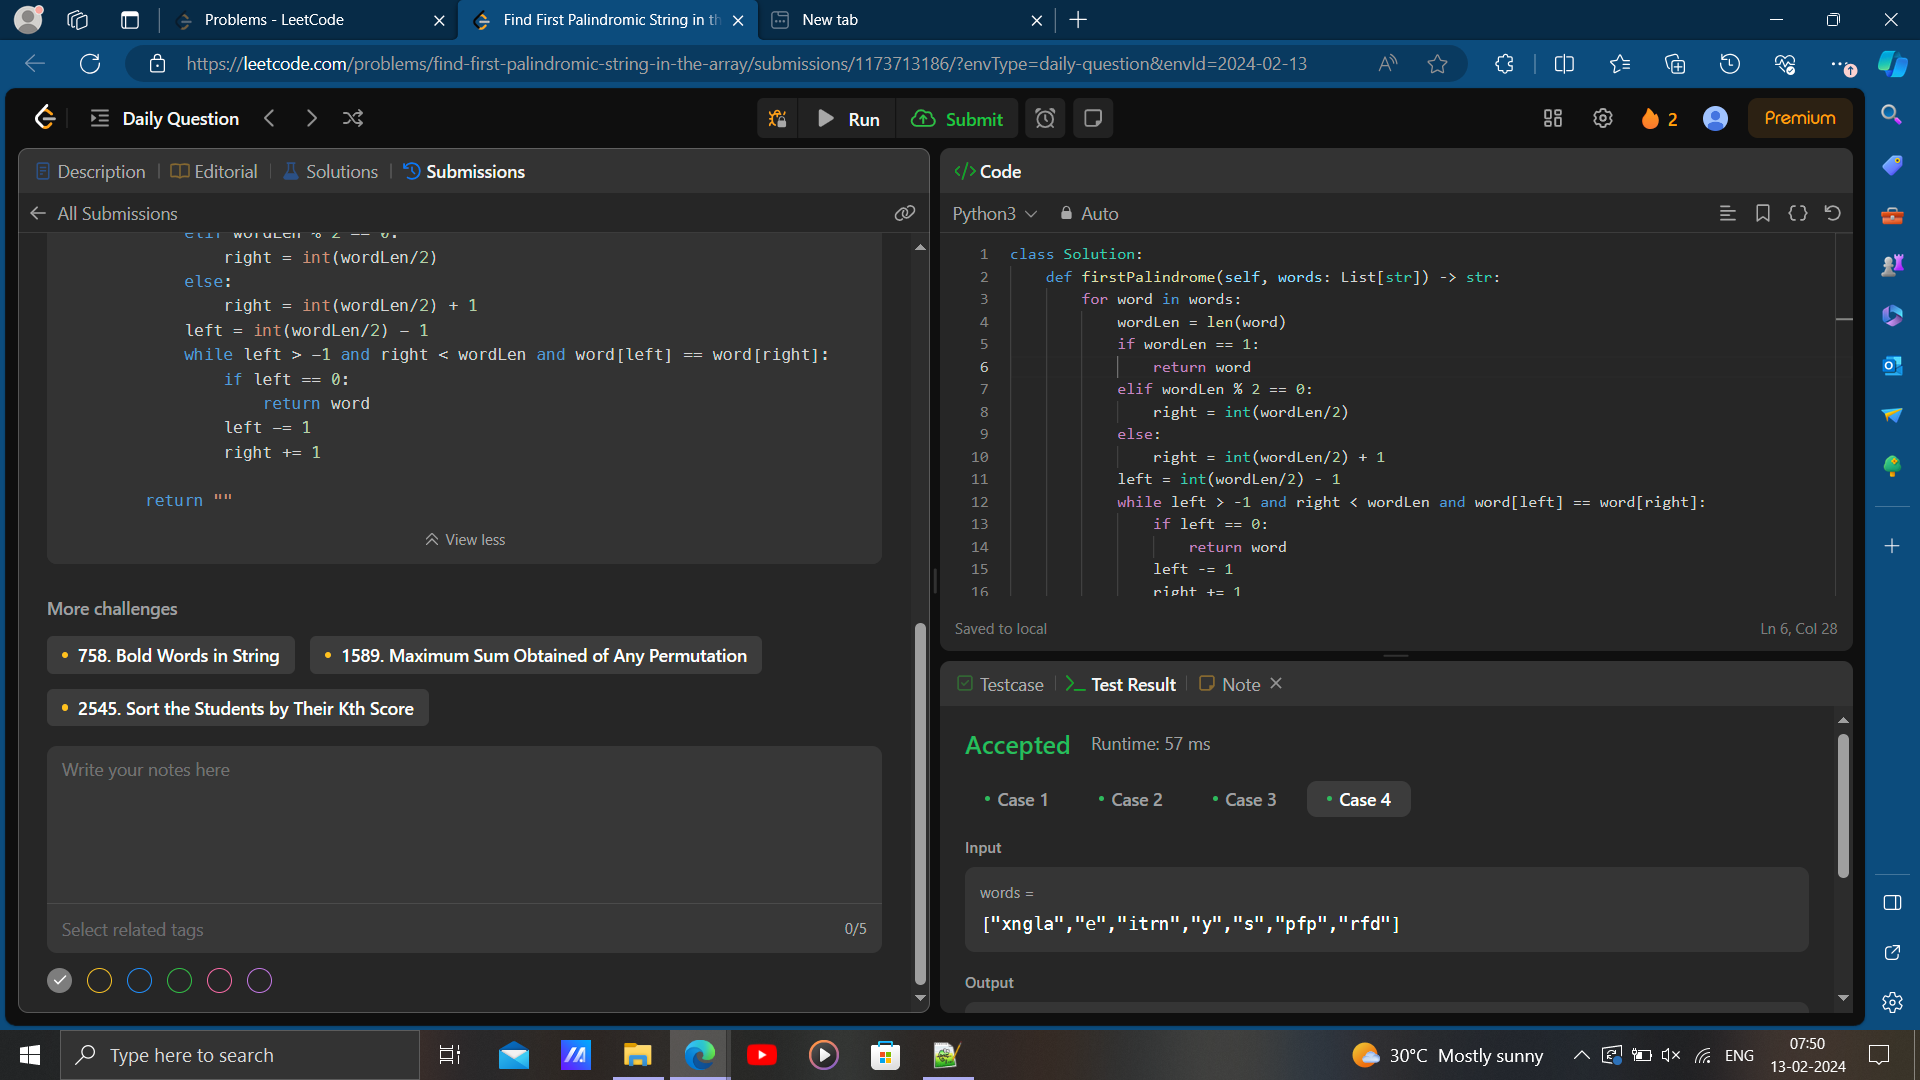 Problems - LeetCode
Find First Palindromic String in th
New tab
https://leetcode.com/problems/find-first-palindromic-string-in-the-array/submissions/1173713186/?envType=daily-question&envId=2024-02-13
Daily Question
Run
Submit
2
Premium
Description
Editorial
Solutions
Submissions
All Submissions
elif wordLen % 2 == 0:
right = int(wordLen/2)
else:
right = int(wordLen/2) + 1
left = int(wordLen/2) - 1
while left > -1 and right < wordLen and word[left] == word[right]:
if left == 0:
return word
left -= 1
right += 1
return ""
View less
More challenges
758. Bold Words in String
1589. Maximum Sum Obtained of Any Permutation
2545. Sort the Students by Their Kth Score
Write your notes here
Select related tags
0/5
</> Code
Python3
Auto
1 class Solution:
2 def firstPalindrome(self, words: List[str]) -> str:
3 for word in words:
4 wordLen = len(word)
5 if wordLen == 1:
6 return word
7 elif wordLen % 2 == 0:
8 right = int(wordLen/2)
9 else:
10 right = int(wordLen/2) + 1
11 left = int(wordLen/2) - 1
12 while left > -1 and right < wordLen and word[left] == word[right]:
13 if left == 0:
14 return word
15 left -= 1
16 right += 1
Saved to local
Ln 6, Col 28
Testcase
Test Result
Note
Accepted
Runtime: 57 ms
Case 1
Case 2
Case 3
Case 4
Input
words =
["xngla","e","itrn","y","s","pfp","rfd"]
Output
Type here to search
30°C Mostly sunny
ENG
07:50
13-02-2024